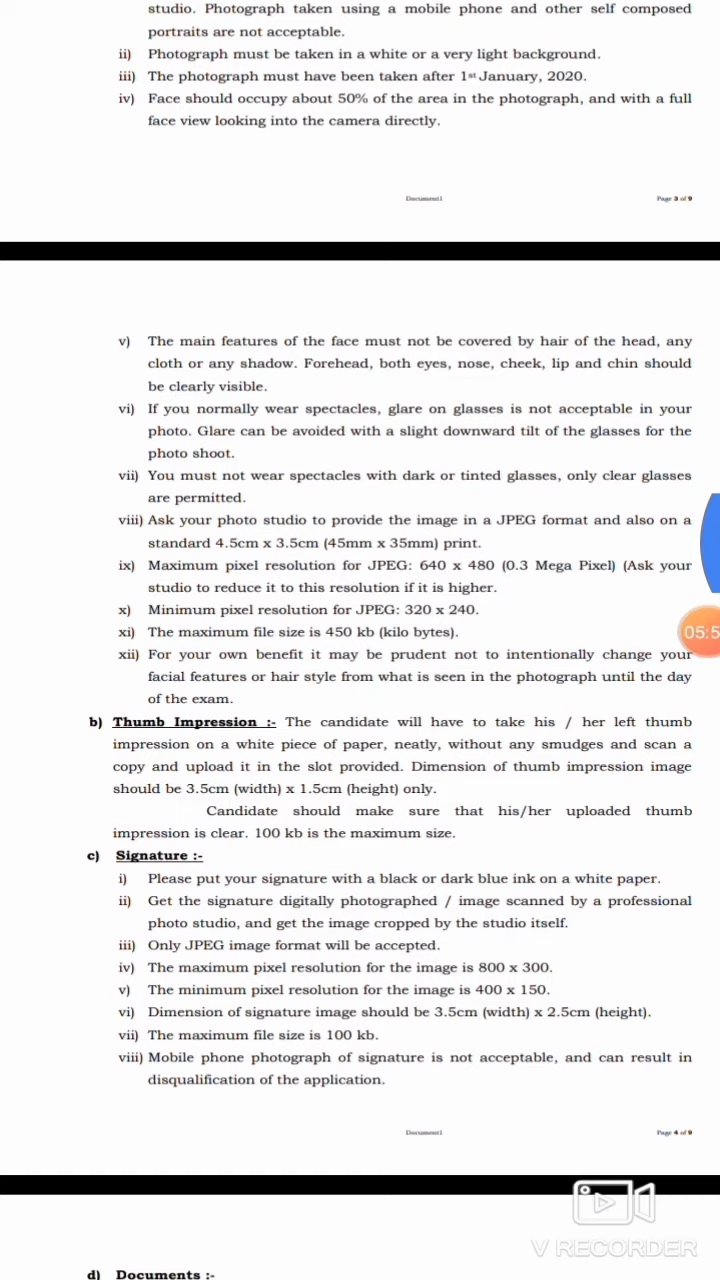 studio. Photograph taken using a mobile phone and other self composed
portraits are not acceptable.
ii) Photograph must be taken in a white or a very light background.
iii) The photograph must have been taken after 1st January, 2020.
iv) Face should occupy about 50% of the area in the photograph, and with a full
face view looking into the camera directly.
Document1 Page 3 of 9
v) The main features of the face must not be covered by hair of the head, any
cloth or any shadow. Forehead, both eyes, nose, cheek, lip and chin should
be clearly visible.
vi) If you normally wear spectacles, glare on glasses is not acceptable in your
photo. Glare can be avoided with a slight downward tilt of the glasses for the
photo shoot.
vii) You must not wear spectacles with dark or tinted glasses, only clear glasses
are permitted.
viii) Ask your photo studio to provide the image in a JPEG format and also on a
standard 4.5cm x 3.5cm (45mm x 35mm) print.
ix) Maximum pixel resolution for JPEG: 640 x 480 (0.3 Mega Pixel) (Ask your
studio to reduce it to this resolution if it is higher.
x) Minimum pixel resolution for JPEG: 320 x 240.
xi) The maximum file size is 450 kb (kilo bytes).
05:5
xii) For your own benefit it may be prudent not to intentionally change your
facial features or hair style from what is seen in the photograph until the day
of the exam.
b) Thumb Impression :- The candidate will have to take his / her left thumb
impression on a white piece of paper, neatly, without any smudges and scan a
copy and upload it in the slot provided. Dimension of thumb impression image
should be 3.5cm (width) x 1.5cm (height) only.
Candidate should make sure that his/her uploaded thumb
impression is clear. 100 kb is the maximum size.
c) Signature :-
i) Please put your signature with a black or dark blue ink on a white paper.
ii) Get the signature digitally photographed / image scanned by a professional
photo studio, and get the image cropped by the studio itself.
iii) Only JPEG image format will be accepted.
iv) The maximum pixel resolution for the image is 800 x 300.
v) The minimum pixel resolution for the image is 400 x 150.
vi) Dimension of signature image should be 3.5cm (width) x 2.5cm (height).
vii) The maximum file size is 100 kb.
viii) Mobile phone photograph of signature is not acceptable, and can result in
disqualification of the application.
Document1 Page 4 of 9
V RECORDER
d) Documents :-